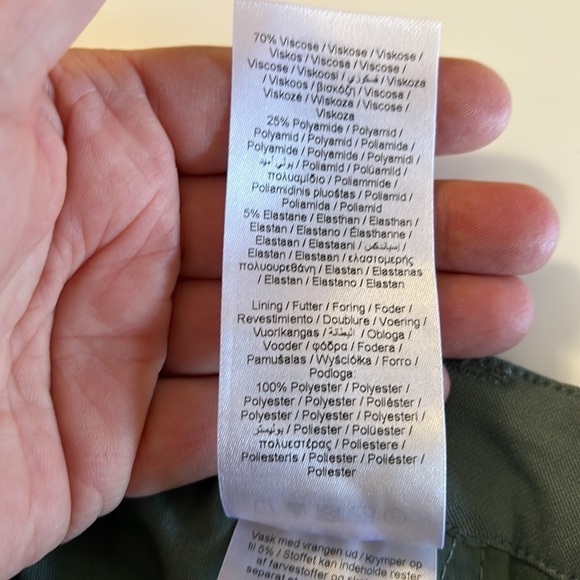 70% Viscose / Viskose / Viskose /
Viskos / Viscosa / Viscose /
Viscose / Viskoosi / فسكوزي / Viskoza
/ Viskoos / βισκόζη / Viscosa /
Viskozė / Wiskoza / Viscose /
Viskoza
25% Polyamide / Polyamid /
Polyamid / Polyamid / Poliamida /
Polyamide / Polyamide / Polyamidi /
بولي أميد / Poliamid / Polüamiid /
πολυαμίδιο / Poliammide /
Poliamidinis pluoštas / Poliamid /
Poliamida / Poliamid
5% Elastane / Elasthan / Elasthan /
Elastan / Elastano / Élasthanne /
Elastaan / Elastaani / /
Elastan / Elastaan / ελαστομερής
πολυουρεθάνη / Elastan / Elastanas
/ Elastan / Elastano / Elastan
Lining / Futter / Foring / Foder /
Revestimiento / Doublure / Voering /
Vuorikangas / البطانة / Obloga /
Vooder / φόδρα / Fodera /
Pamušalas / Wyściółka / Forro /
Podloga:
100% Polyester / Polyester /
Polyester / Polyester / Poliéster /
Polyester / Polyester / Polyesteri /
بوليستر / Poliester / Polüester /
πολυεστέρας / Poliestere /
Poliesteris / Poliester / Poliéster /
Poliester
Vask med vrangen ud / Krymper op
til 5% / Stoffet kan indeholde rester
af farvestoffer og skal
separat